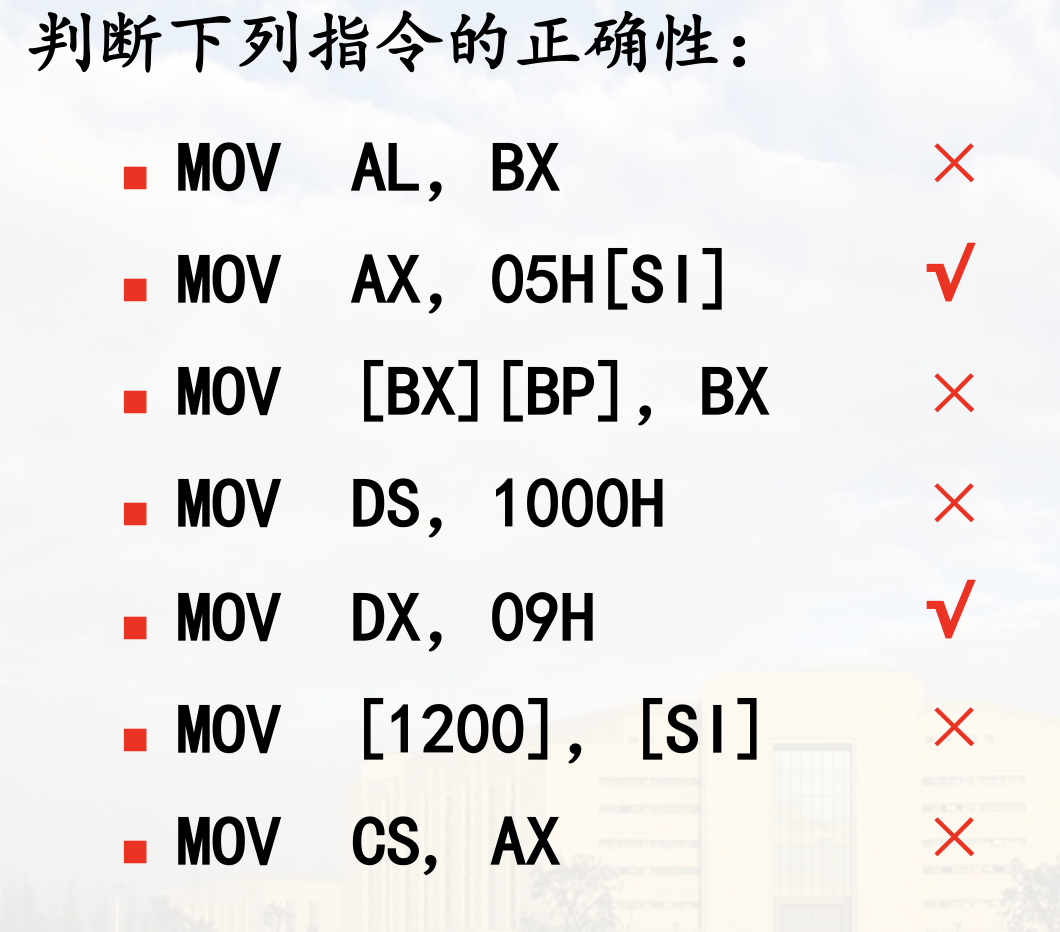 判断下列指令的正确性：
▪ MOV AL, BX ×
▪ MOV AX, 05H[SI] √
▪ MOV [BX][BP], BX ×
▪ MOV DS, 1000H ×
▪ MOV DX, 09H √
▪ MOV [1200], [SI] ×
▪ MOV CS, AX ×